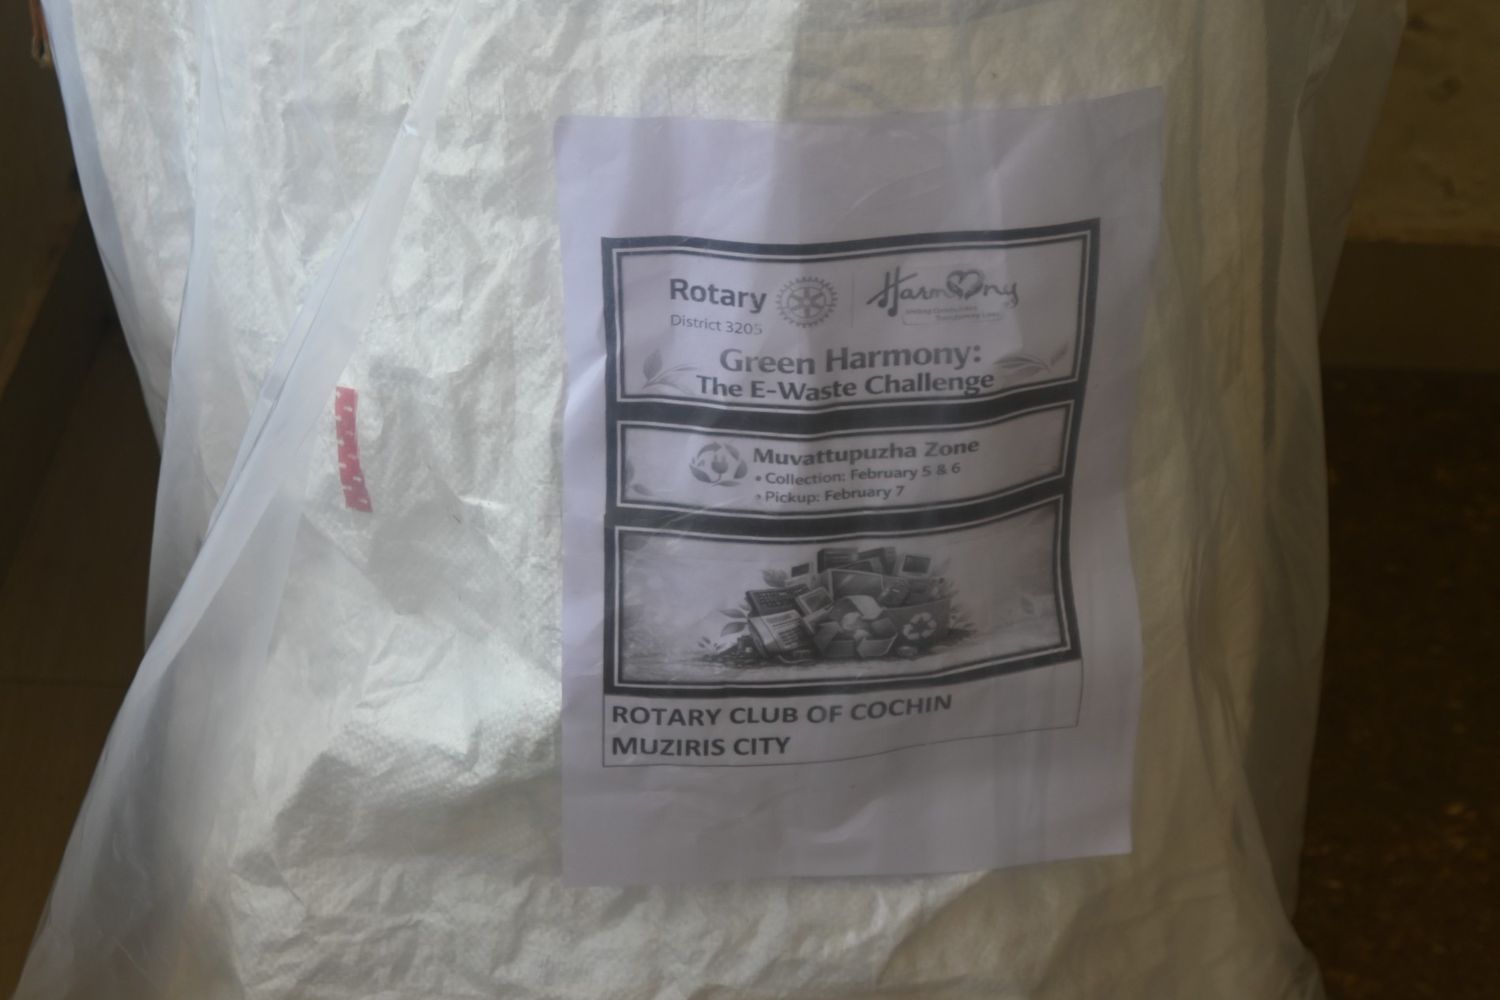 Rotary
District 3205
Harmony
Green Harmony:
The E-Waste Challenge
Muvattupuzha Zone
• Collection: February 5 & 6
• Pickup: February 7
ROTARY CLUB OF COCHIN
MUZIRIS CITY